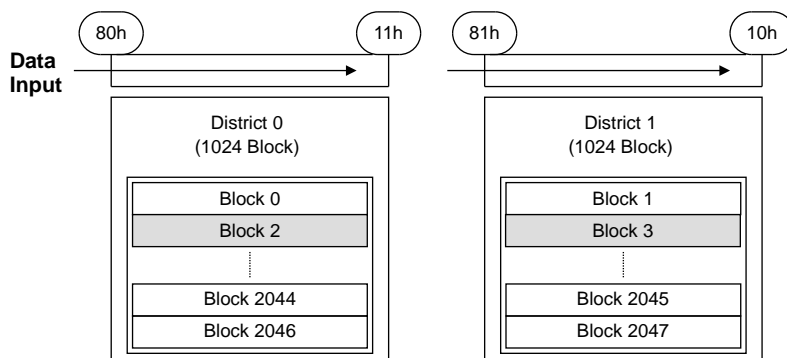 80h 11h 81h 10h
Data
Input
District 0
(1024 Block)
Block 0
Block 2
Block 2044
Block 2046
District 1
(1024 Block)
Block 1
Block 3
Block 2045
Block 2047